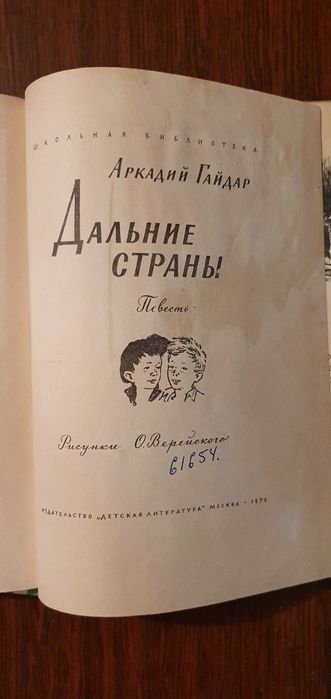 ШКОЛЬНАЯ БИБЛИОТЕКА
АРКАДИЙ ГАЙДАР
ДАЛЬНИЕ
СТРАНЫ
Повесть
Рисунки О. Верейского
61654.
ИЗДАТЕЛЬСТВО „ДЕТСКАЯ ЛИТЕРАТУРА" МОСКВА • 1970